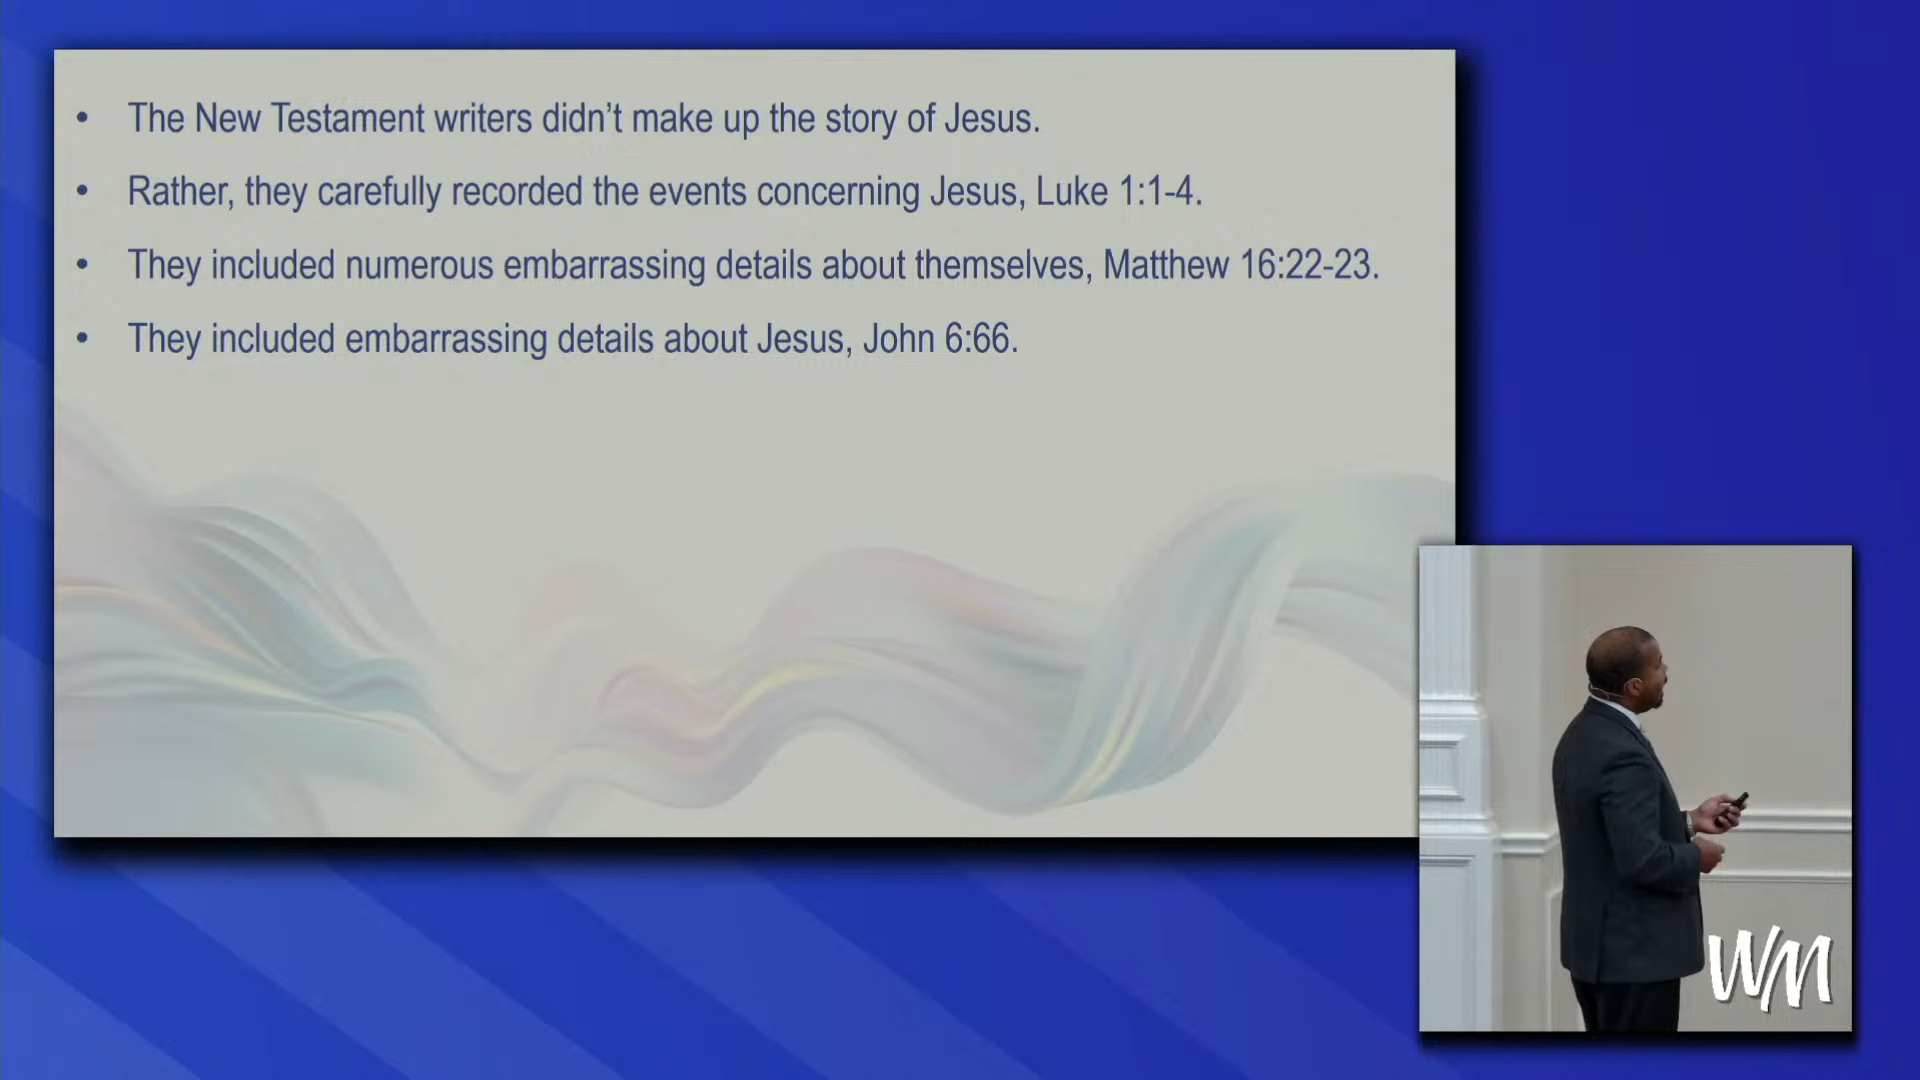 • The New Testament writers didn’t make up the story of Jesus.
• Rather, they carefully recorded the events concerning Jesus, Luke 1:1-4.
• They included numerous embarrassing details about themselves, Matthew 16:22-23.
• They included embarrassing details about Jesus, John 6:66.
WM